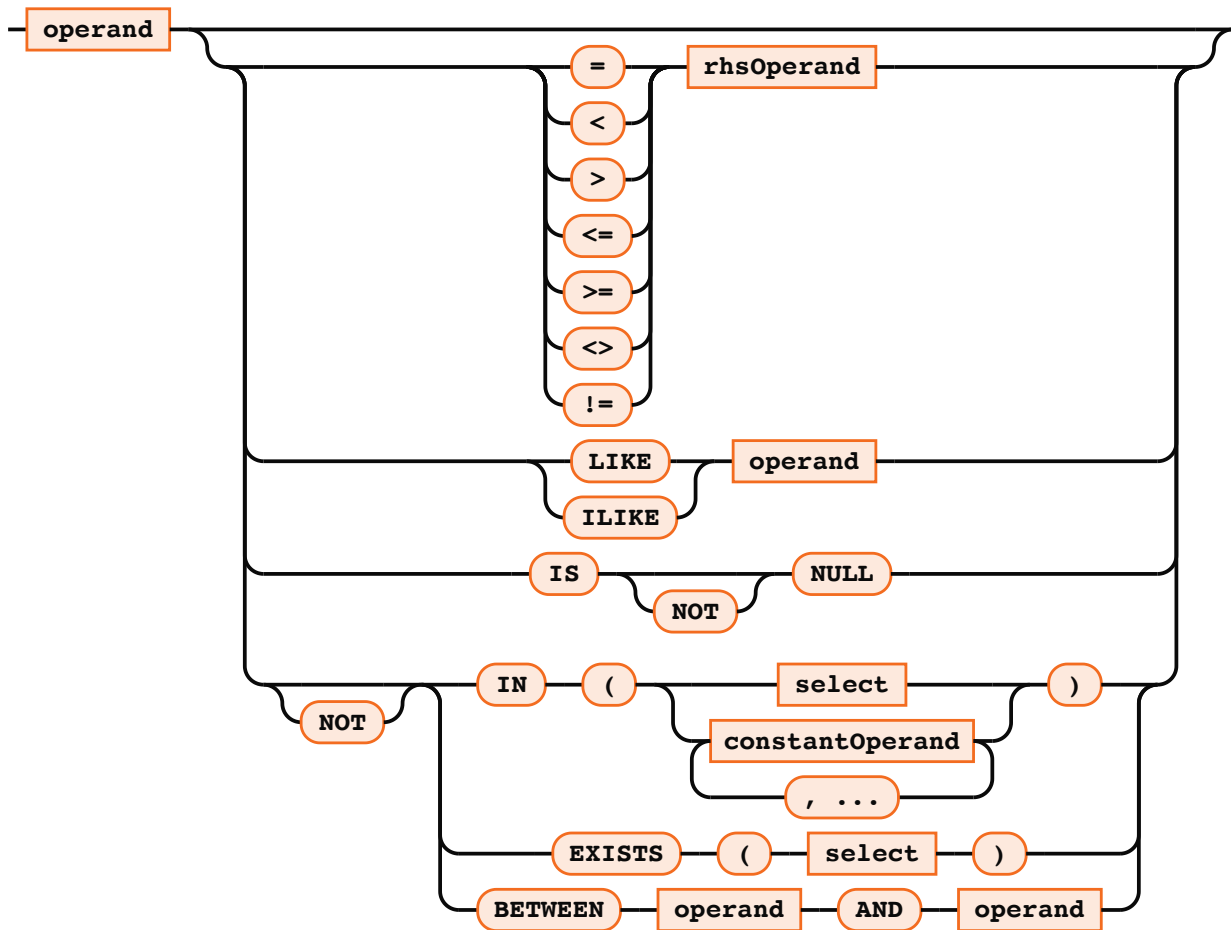 operand
= rhsOperand
<
>
<=
>=
<>
!=
LIKE operand
ILIKE
IS NULL
NOT
IN ( select )
NOT
constantOperand
, ...
EXISTS ( select )
BETWEEN operand AND operand